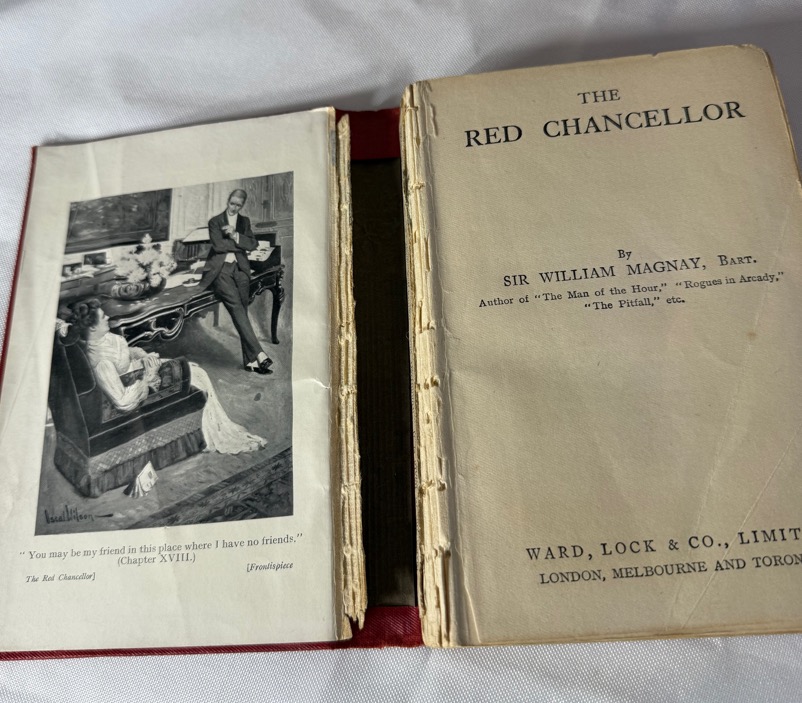 "You may be my friend in this place where I have no friends."
(Chapter XVIII.)
The Red Chancellor]
[Frontispiece
THE
RED CHANCELLOR
By
SIR WILLIAM MAGNAY, BART.
Author of "The Man of the Hour," "Rogues in Arcady,"
"The Pitfall," etc.
WARD, LOCK & CO., LIMIT
LONDON, MELBOURNE AND TORON